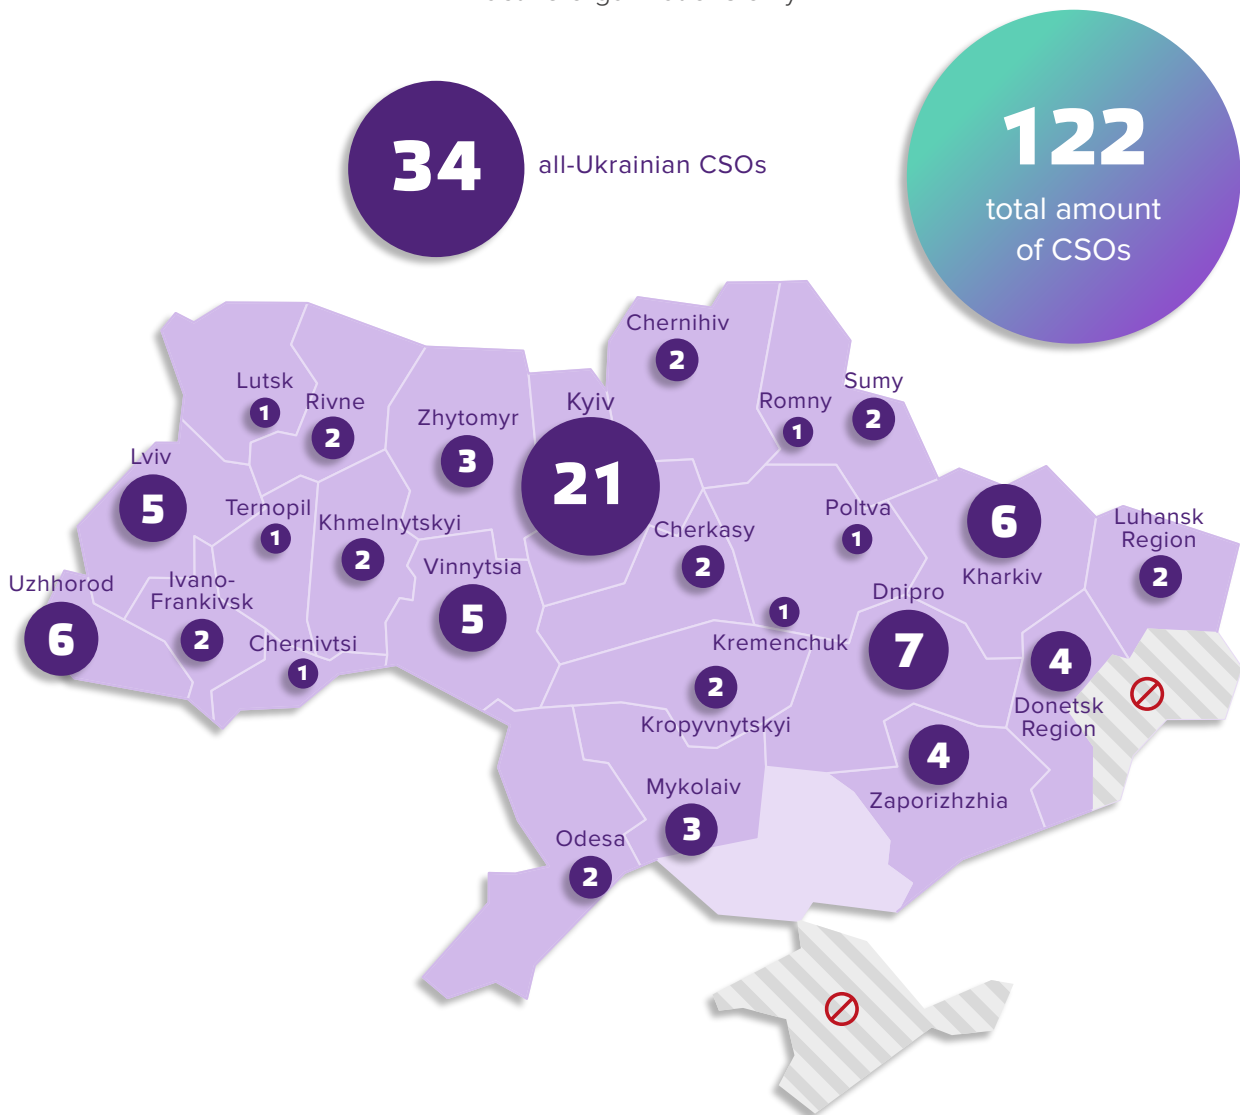 34
all-Ukrainian CSOs
122
total amount
of CSOs
Chernihiv
2
Lutsk
1
Rivne
2
Zhytomyr
3
Kyiv
21
Romny
1
Sumy
2
Lviv
5
Ternopil
1
Khmelnytskyi
2
Cherkasy
2
Poltva
1
6
Kharkiv
Luhansk
Region
2
Uzhhorod
6
Ivano-
Frankivsk
2
Chernivtsi
1
Vinnytsia
5
1
Kremenchuk
Dnipro
7
4
Donetsk
Region
2
Kropyvnytskyi
4
Zaporizhzhia
Mykolaiv
3
Odesa
2